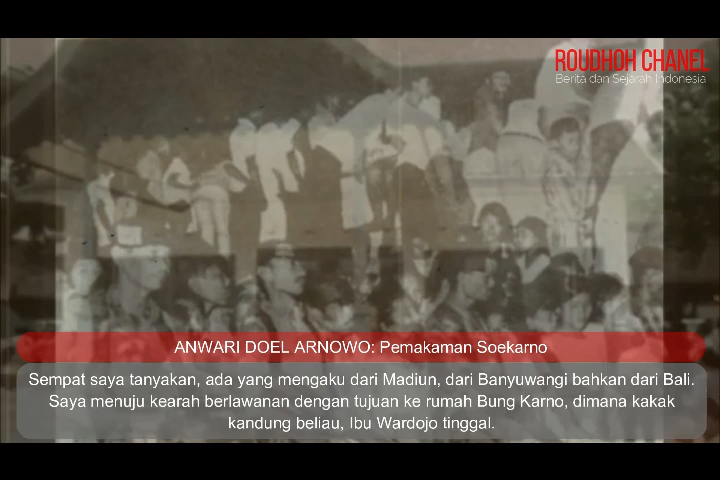 ROUDHOH CHANEL
Berita dan Sejarah Indonesia
ANWARI DOEL ARNOWO: Pemakaman Soekarno
Sempat saya tanyakan, ada yang mengaku dari Madiun, dari Banyuwangi bahkan dari Bali.
Saya menuju kearah berlawanan dengan tujuan ke rumah Bung Karno, dimana kakak
kandung beliau, Ibu Wardojo tinggal.